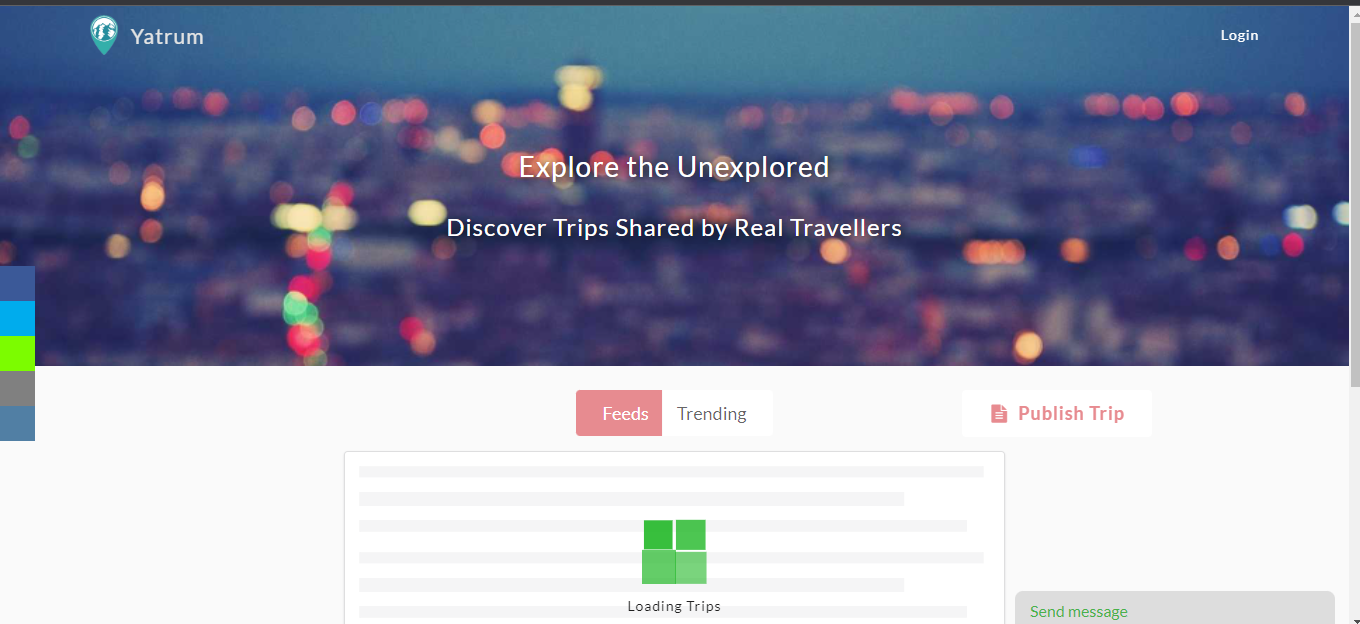 Yatrum
Login
Explore the Unexplored
Discover Trips Shared by Real Travellers
Feeds
Trending
Publish Trip
Loading Trips
Send message